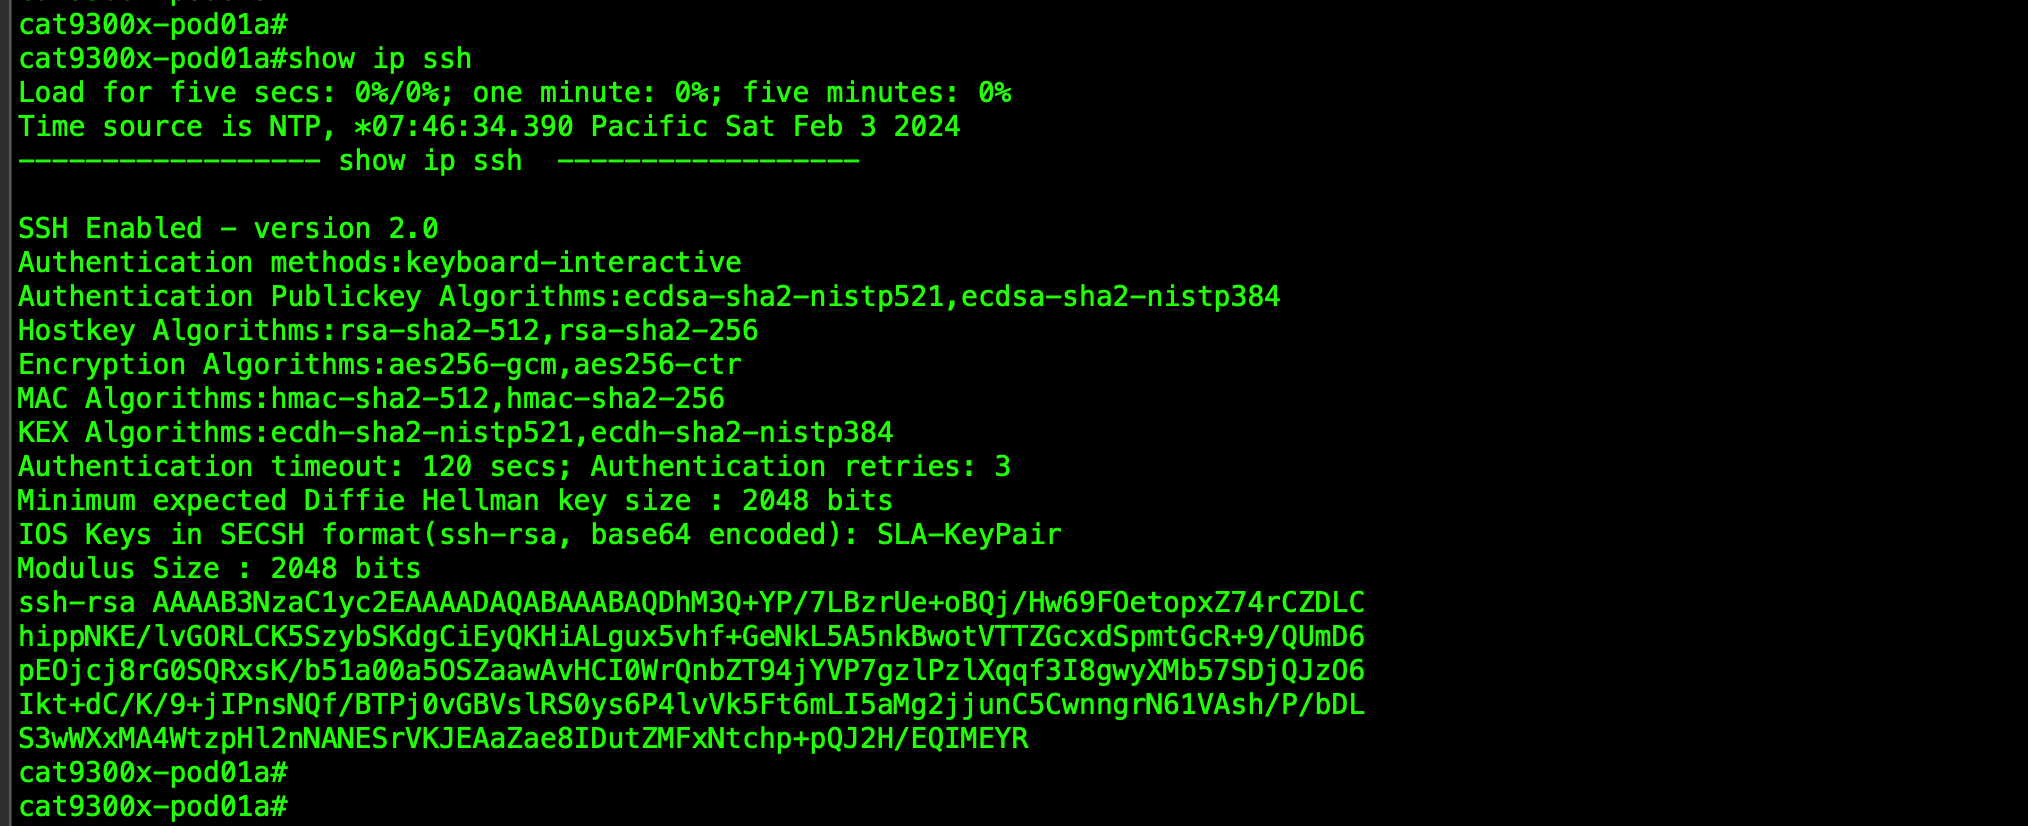 cat9300x-pod01a#
cat9300x-pod01a#show ip ssh
Load for five secs: 0%/0%; one minute: 0%; five minutes: 0%
Time source is NTP, *07:46:34.390 Pacific Sat Feb 3 2024
------------------ show ip ssh  ------------------
SSH Enabled - version 2.0
Authentication methods:keyboard-interactive
Authentication Publickey Algorithms:ecdsa-sha2-nistp521,ecdsa-sha2-nistp384
Hostkey Algorithms:rsa-sha2-512,rsa-sha2-256
Encryption Algorithms:aes256-gcm,aes256-ctr
MAC Algorithms:hmac-sha2-512,hmac-sha2-256
KEX Algorithms:ecdh-sha2-nistp521,ecdh-sha2-nistp384
Authentication timeout: 120 secs; Authentication retries: 3
Minimum expected Diffie Hellman key size : 2048 bits
IOS Keys in SECSH format(ssh-rsa, base64 encoded): SLA-KeyPair
Modulus Size : 2048 bits
ssh-rsa AAAAB3NzaC1yc2EAAAADAQABAAABAQDhM3Q+YP/7LBzrUe+oBQj/Hw69FOetopxZ74rCZDLC
hippNKE/lvGORLCK5SzybSKdgCiEyQKHiALgux5vhf+GeNkL5A5nkBwotVTTZGcxdSpmtGcR+9/QUmD6
pEOjcj8rG0SQRxsK/b51a00a5OSZaawAvHCI0WrQnbZT94jYVP7gzlPzlXqqf3I8gwyXMb57SDjQJzO6
Ikt+dC/K/9+jIPnsNQf/BTPj0vGBVslRS0ys6P4lvVk5Ft6mLI5aMg2jjunC5CwnngrN61VAsh/P/bDL
S3wWXxMA4WtzpHl2nNANESrVKJEAaZae8IDutZMFxNtchp+pQJ2H/EQIMEYR
cat9300x-pod01a#
cat9300x-pod01a#